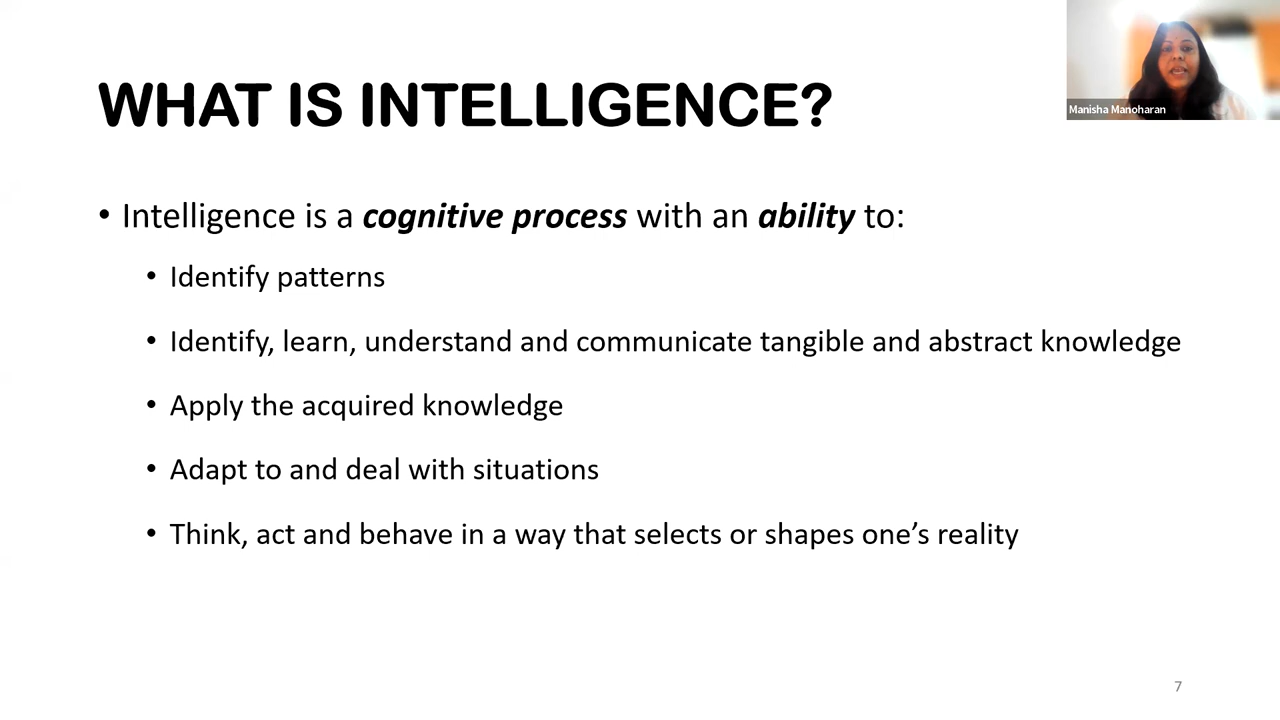 WHAT IS INTELLIGENCE?
Manisha Manoharan
• Intelligence is a cognitive process with an ability to:
• Identify patterns
• Identify, learn, understand and communicate tangible and abstract knowledge
• Apply the acquired knowledge
• Adapt to and deal with situations
• Think, act and behave in a way that selects or shapes one’s reality
7